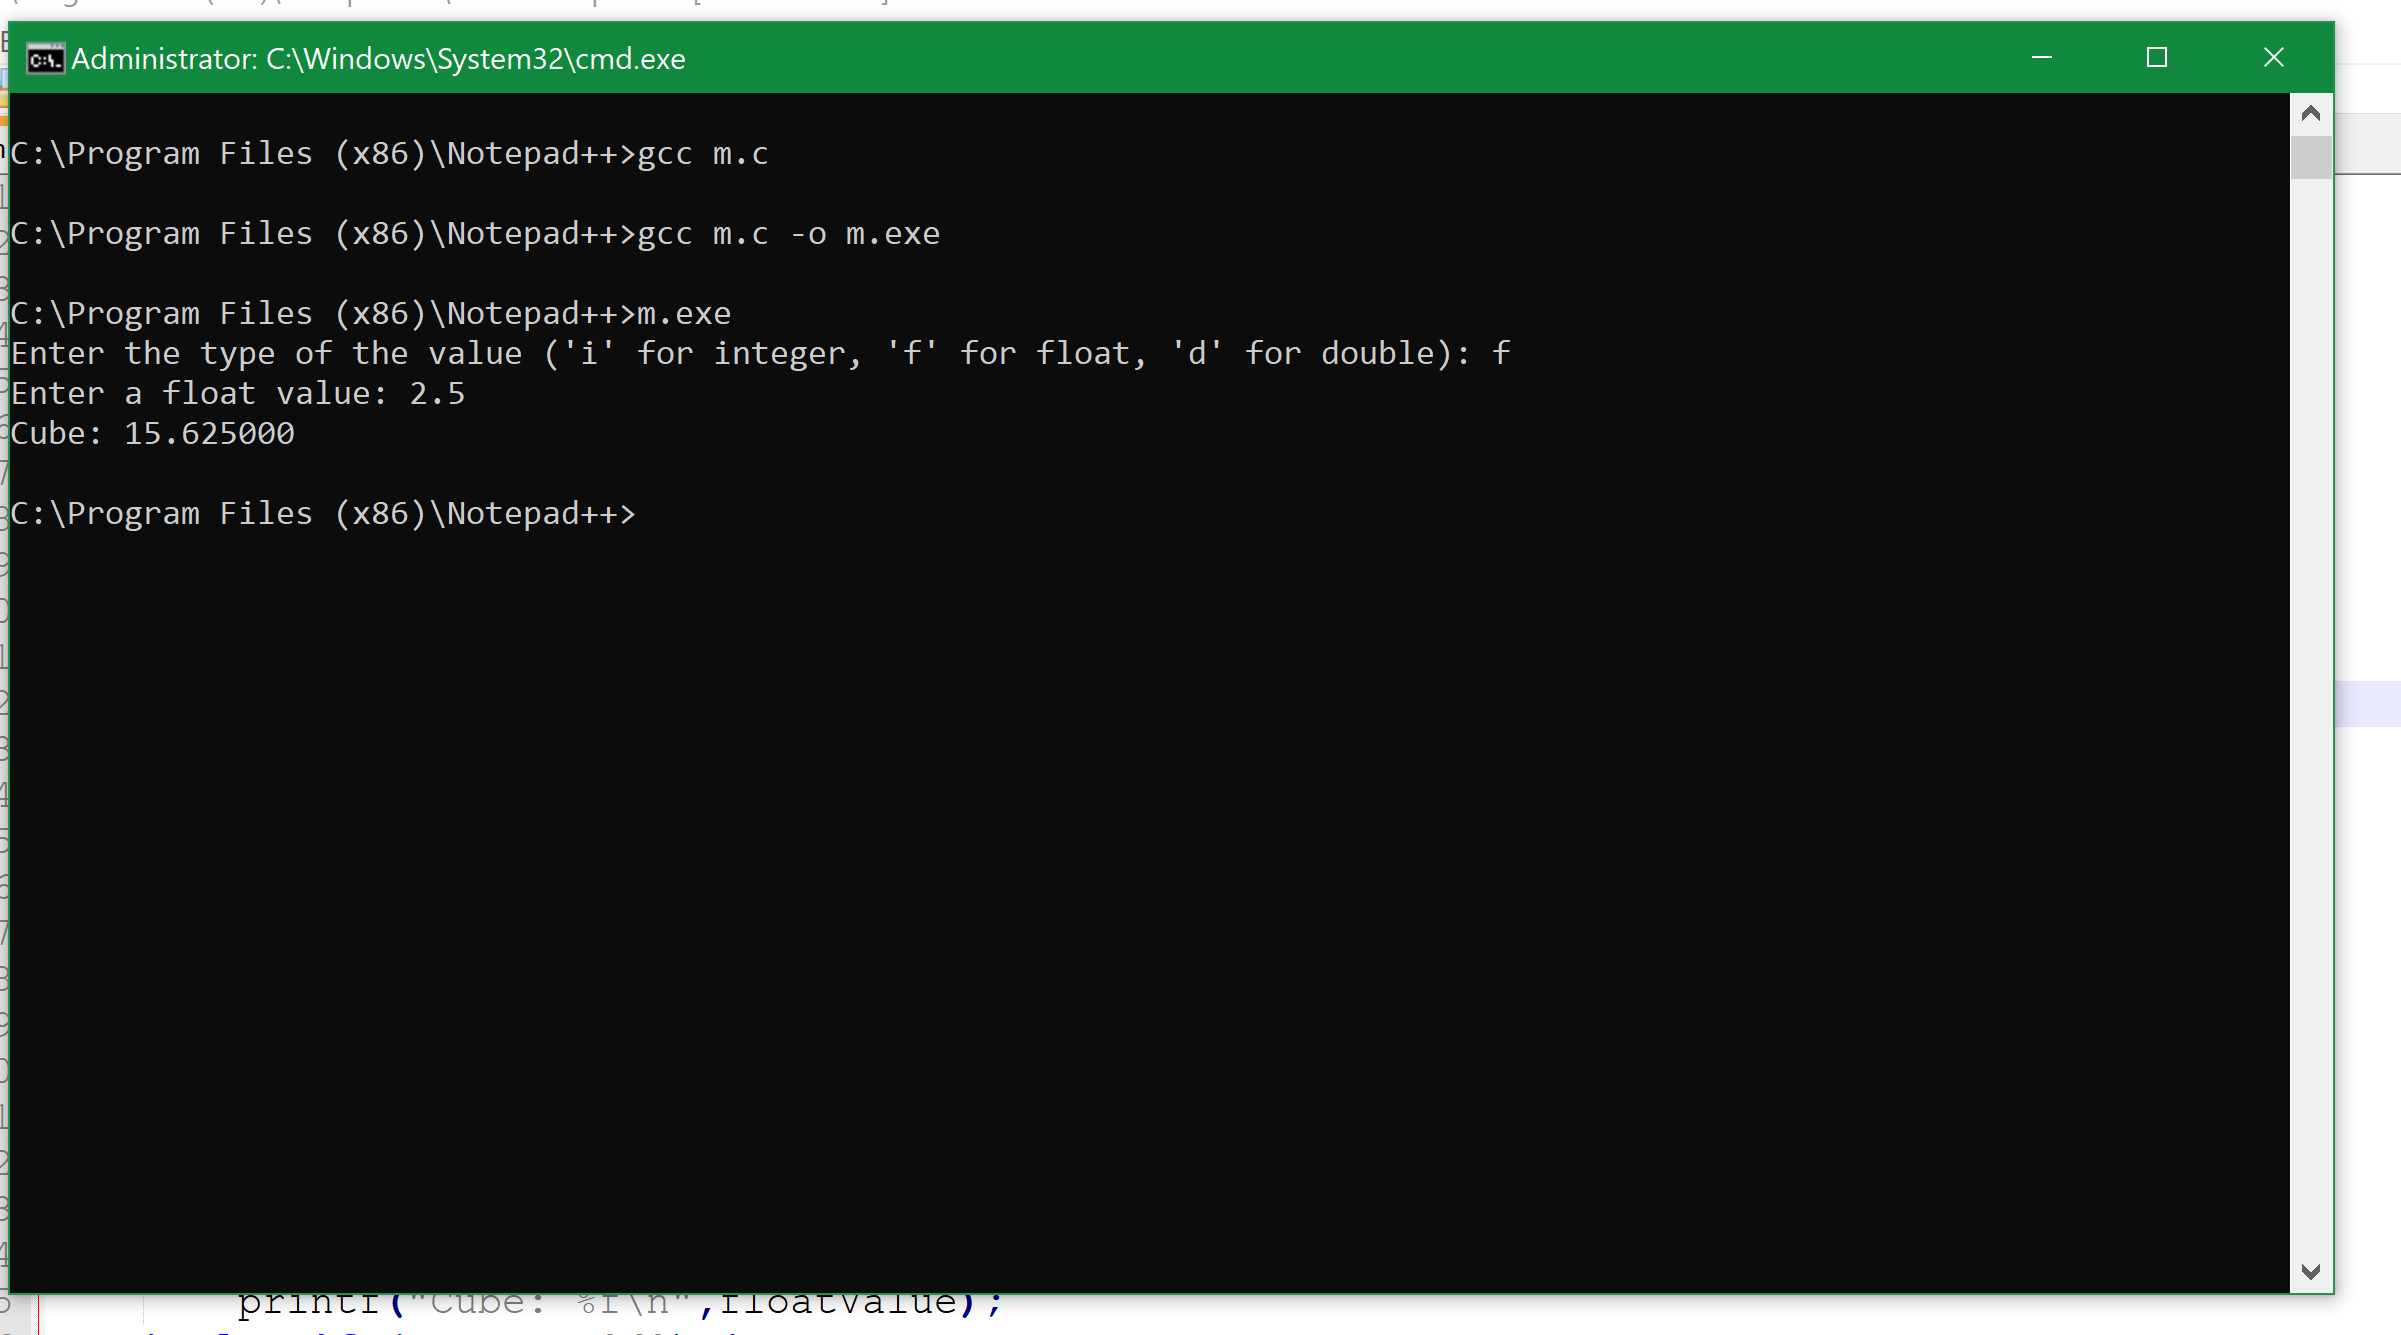 Administrator: C:\Windows\System32\cmd.exe
C:\Program Files (x86)\Notepad++>gcc m.c
C:\Program Files (x86)\Notepad++>gcc m.c -o m.exe
C:\Program Files (x86)\Notepad++>m.exe
Enter the type of the value ('i' for integer, 'f' for float, 'd' for double): f
Enter a float value: 2.5
Cube: 15.625000
C:\Program Files (x86)\Notepad++>
printf("Cube: %f\n",floatValue);